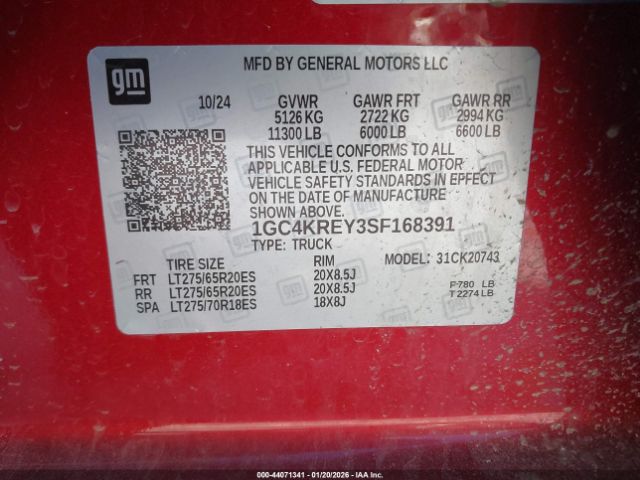 gm
MFD BY GENERAL MOTORS LLC
10/24 GVWR GAWR FRT GAWR RR
5126 KG 2722 KG 2994 KG
11300 LB 6000 LB 6600 LB
THIS VEHICLE CONFORMS TO ALL
APPLICABLE U.S. FEDERAL MOTOR
VEHICLE SAFETY STANDARDS IN EFFECT
ON THE DATE OF MANUFACTURE
SHOWN ABOVE.
1GC4KREY3SF168391
TYPE: TRUCK MODEL: 31CK20743
TIRE SIZE RIM
FRT LT275/65R20ES 20X8.5J F 780 LB
RR LT275/65R20ES 20X8.5J T 2274 LB
SPA LT275/70R18ES 18X8J
000-44071341 | 01/20/2026 - IAA Inc.